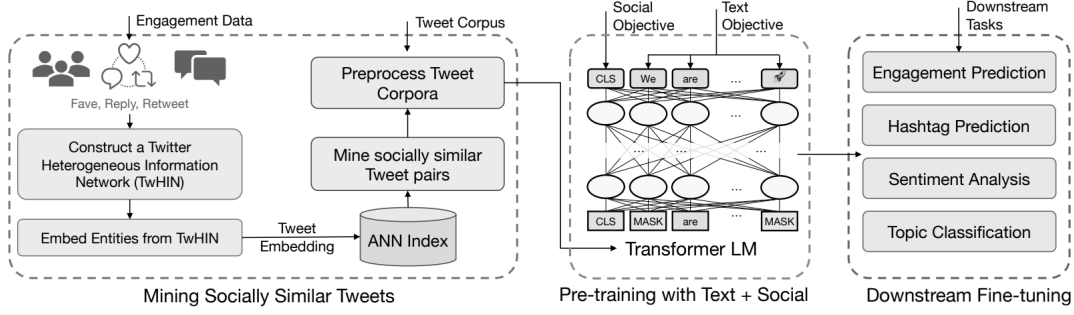 Engagement Data
Fave, Reply, Retweet
Construct a Twitter
Heterogeneous Information
Network (TwHIN)
Embed Entities from TwHIN
Tweet
Embedding
ANN Index
Mine socially similar
Tweet pairs
Tweet Corpus
Preprocess Tweet
Corpora
Mining Socially Similar Tweets
Social
Objective
Text
Objective
CLS We are ...
... ...
...
... ...
...
CLS MASK are ... MASK
Transformer LM
Pre-training with Text + Social
Downstream
Tasks
Engagement Prediction
Hashtag Prediction
Sentiment Analysis
Topic Classification
Downstream Fine-tuning